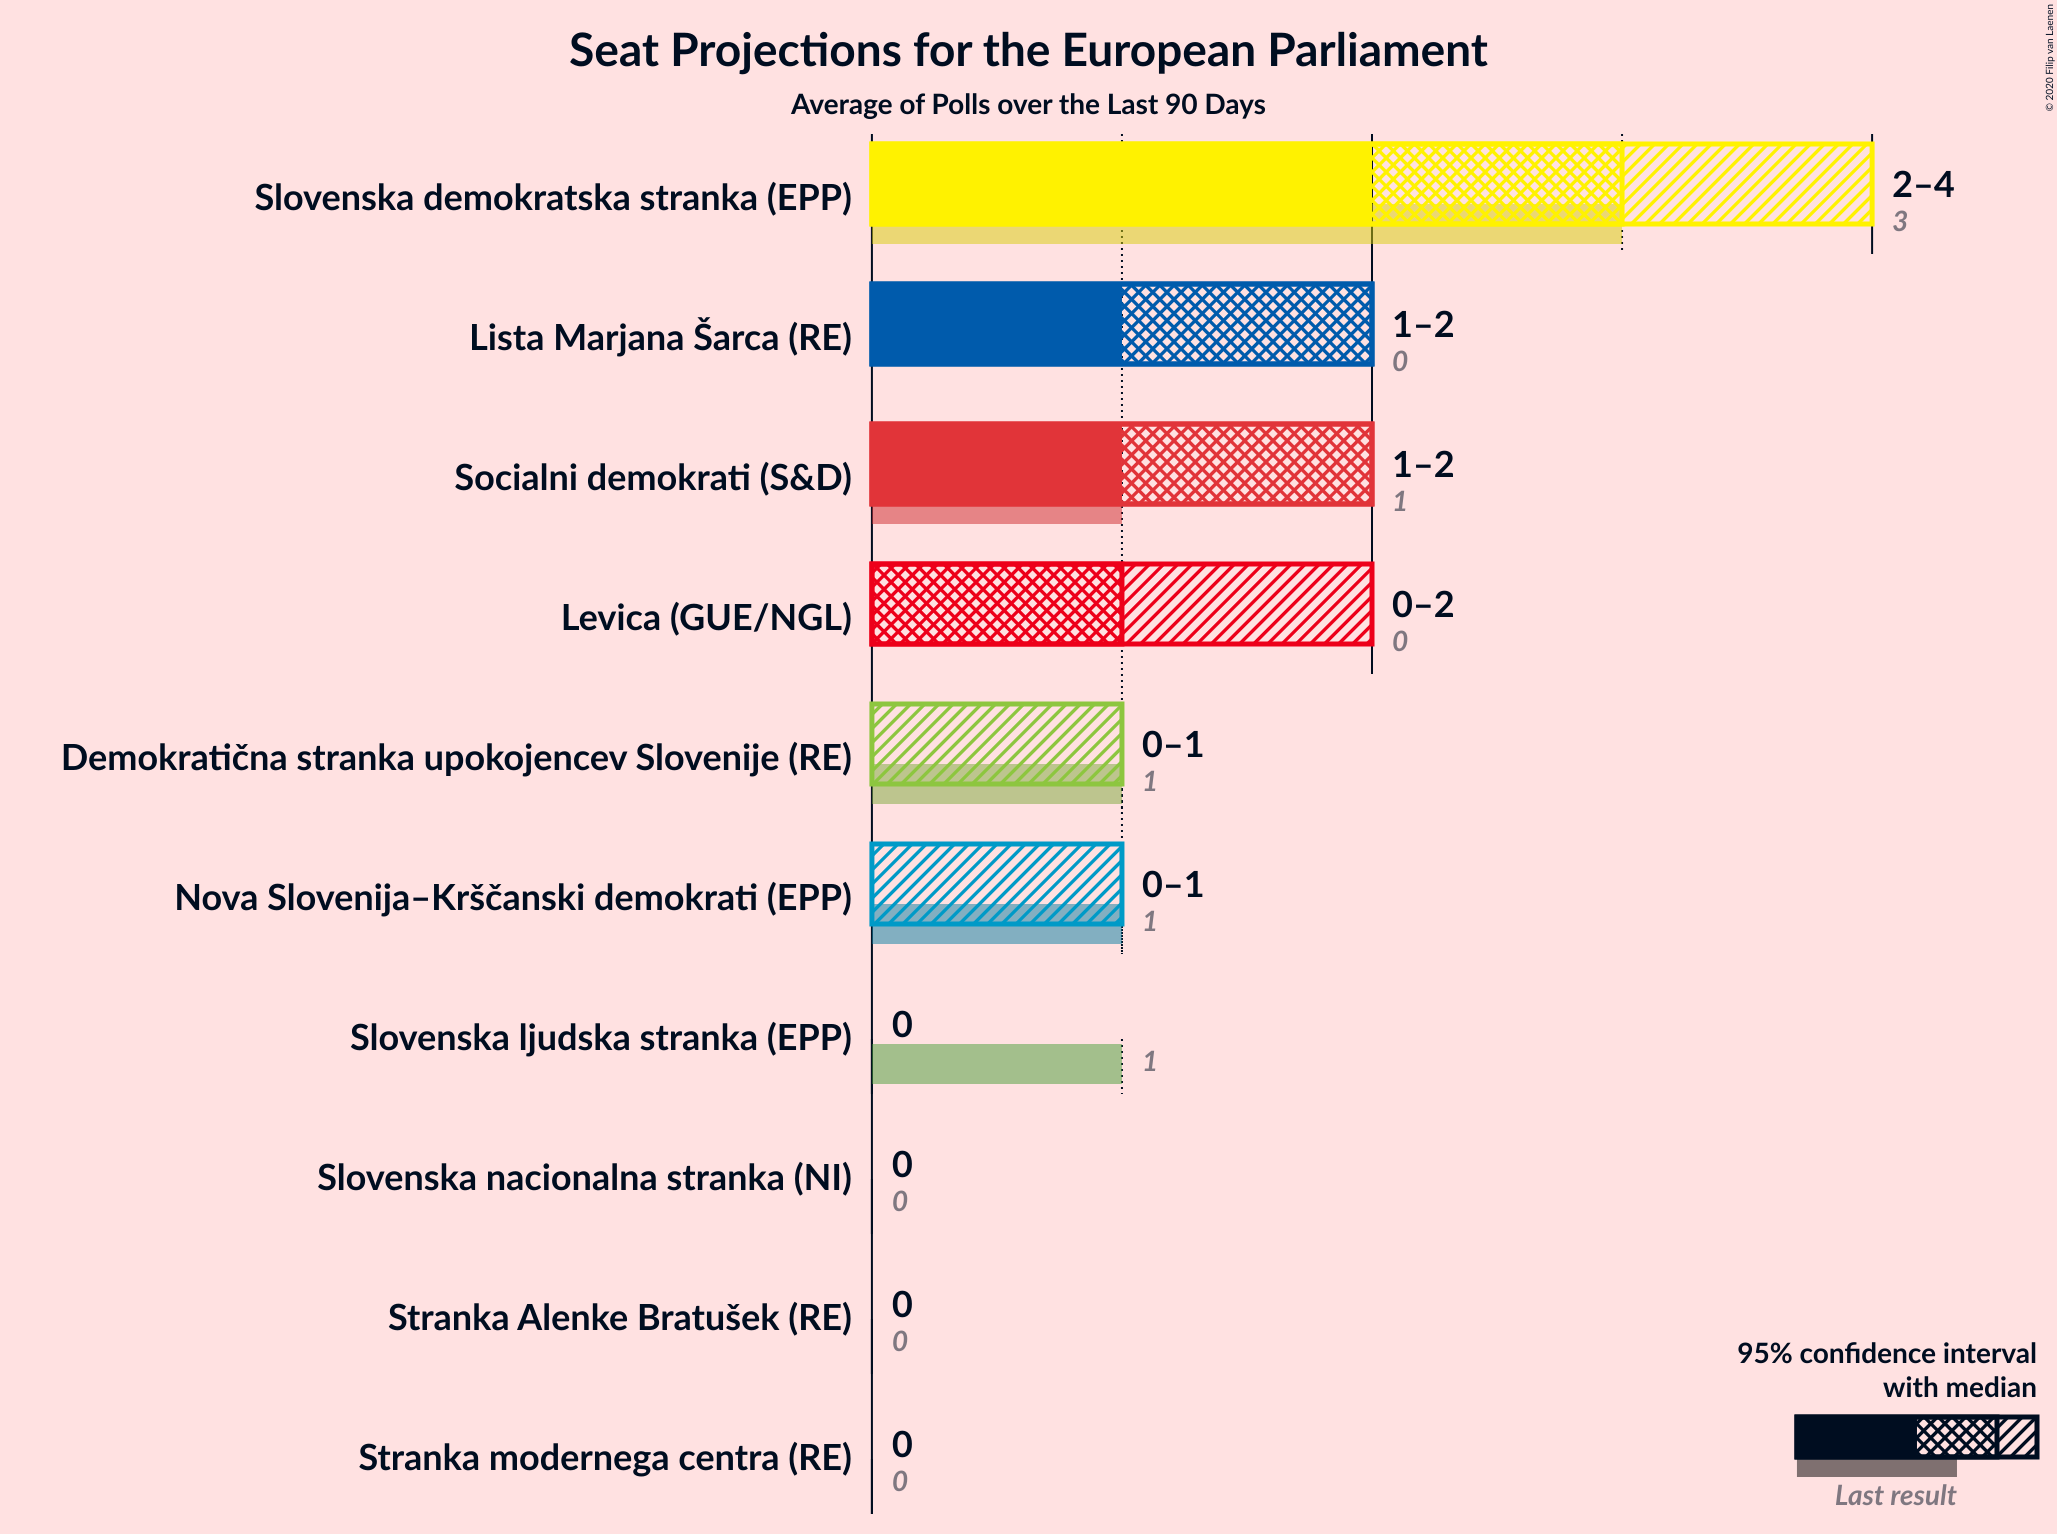 Seat Projections for the European Parliament
Average of Polls over the Last 90 Days
© 2020 Filip van Laenen
Slovenska demokratska stranka (EPP)
2–4
3
Lista Marjana Šarca (RE)
1–2
0
Socialni demokrati (S&D)
1–2
1
Levica (GUE/NGL)
0–2
0
Demokratična stranka upokojencev Slovenije (RE)
0–1
1
Nova Slovenija–Krščanski demokrati (EPP)
0–1
1
Slovenska ljudska stranka (EPP)
0
1
Slovenska nacionalna stranka (NI)
0
0
Stranka Alenke Bratušek (RE)
0
0
Stranka modernega centra (RE)
0
0
95% confidence interval
with median
Last result